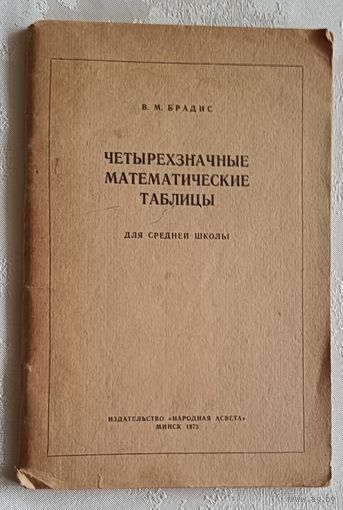 В. М. БРАДИС
ЧЕТЫРЕХЗНАЧНЫЕ
МАТЕМАТИЧЕСКИЕ
ТАБЛИЦЫ
ДЛЯ СРЕДНЕЙ ШКОЛЫ
ИЗДАТЕЛЬСТВО «НАРОДНАЯ АСВЕТА»
МИНСК 1973